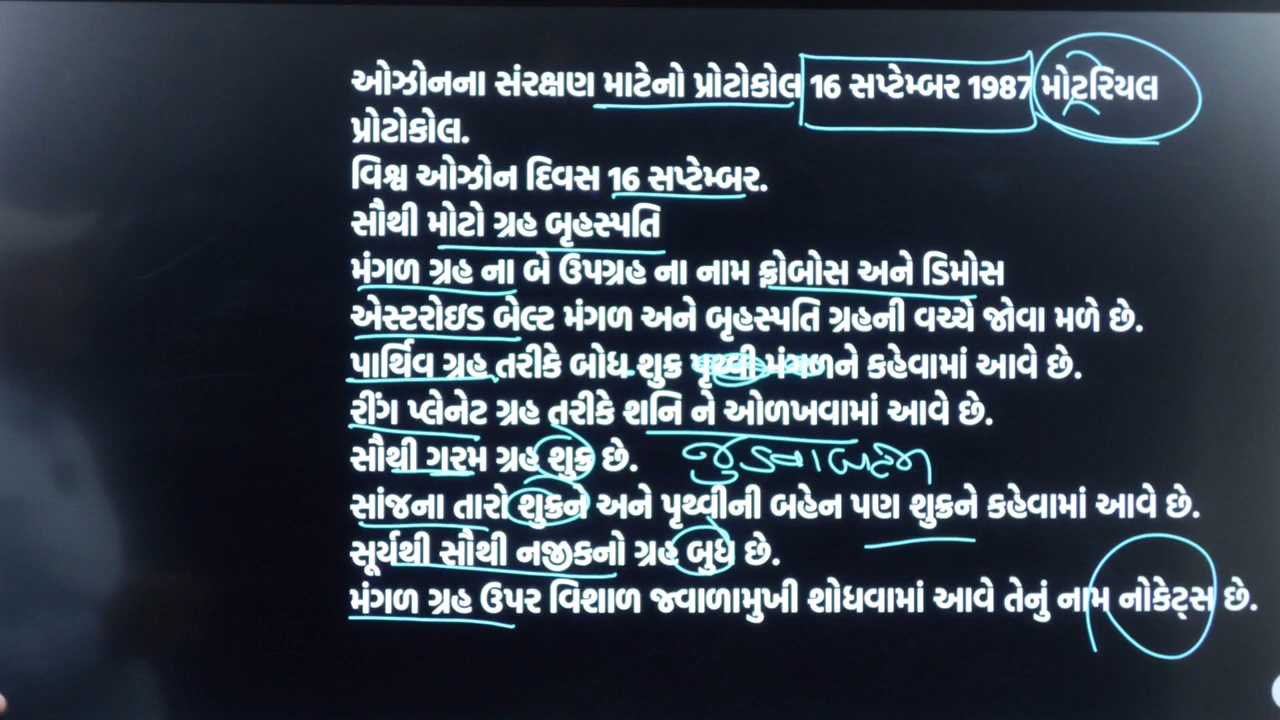 ઓઝોનના સંરક્ષણ માટેનો પ્રોટોકોલ 16 સપ્ટેમ્બર 1987 મોટરિયલ
પ્રોટોકોલ.
વિશ્વ ઓઝોન દિવસ 16 સપ્ટેમ્બર.
સૌથી મોટો ગ્રહ બૃહસ્પતિ
મંગળ ગ્રહ ના બે ઉપગ્રહ ના નામ ફોબોસ અને ડિમોસ
એસ્ટરોઇડ બેલ્ટ મંગળ અને બૃહસ્પતિ ગ્રહની વચ્ચે જોવા મળે છે.
પાર્થિવ ગ્રહ તરીકે બોધ શુક્ર પૃથ્વી મંગળને કહેવામાં આવે છે.
રીંગ પ્લેનેટ ગ્રહ તરીકે શનિ ને ઓળખવામાં આવે છે.
સૌથી ગરમ ગ્રહ શુક્ર છે. જુડવા બહેન
સાંજના તારો શુક્રને અને પૃથ્વીની બહેન પણ શુક્રને કહેવામાં આવે છે.
સૂર્યથી સૌથી નજીકનો ગ્રહ બુધ છે.
મંગળ ગ્રહ ઉપર વિશાળ જ્વાળામુખી શોધવામાં આવે તેનું નામ નોકેટ્સ છે.